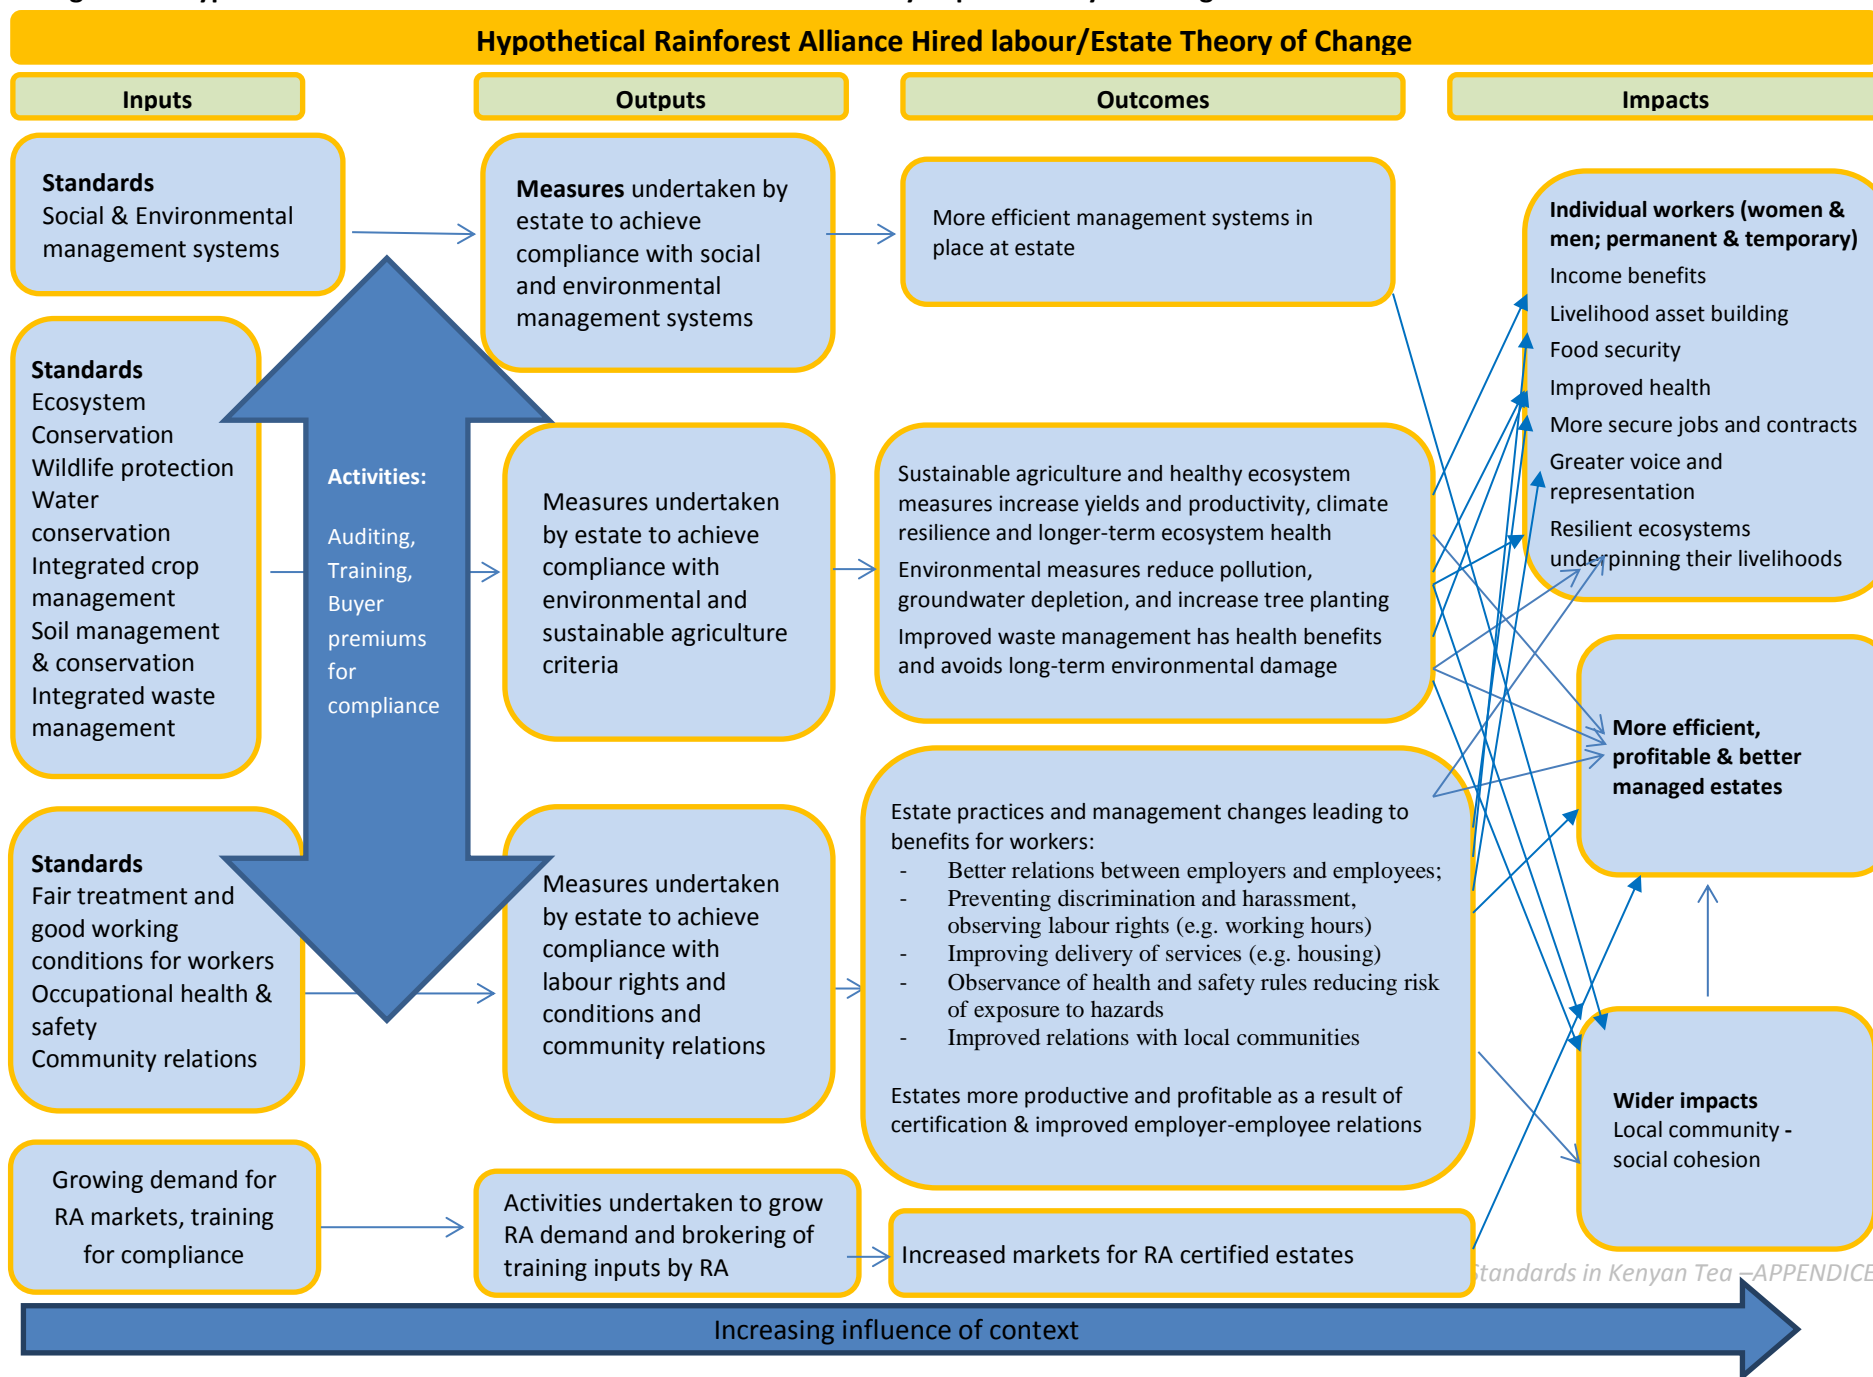 Hypothetical Rainforest Alliance Hired labour/Estate Theory of Change
Inputs
Outputs
Outcomes
Impacts
Standards
Social & Environmental
management systems
Measures undertaken by
estate to achieve
compliance with social
and environmental
management systems
More efficient management systems in
place at estate
Individual workers (women &
men; permanent & temporary)
Income benefits
Livelihood asset building
Food security
Improved health
More secure jobs and contracts
Greater voice and
representation
Resilient ecosystems
underpinning their livelihoods
Standards
Ecosystem
Conservation
Wildlife protection
Water
conservation
Integrated crop
management
Soil management
& conservation
Integrated waste
management
Activities:
Auditing,
Training,
Buyer
premiums
for
compliance
Measures undertaken
by estate to achieve
compliance with
environmental and
sustainable agriculture
criteria
Sustainable agriculture and healthy ecosystem
measures increase yields and productivity, climate
resilience and longer-term ecosystem health
Environmental measures reduce pollution,
groundwater depletion, and increase tree planting
Improved waste management has health benefits
and avoids long-term environmental damage
More efficient,
profitable & better
managed estates
Standards
Fair treatment and
good working
conditions for workers
Occupational health &
safety
Community relations
Measures undertaken
by estate to achieve
compliance with
labour rights and
conditions and
community relations
Estate practices and management changes leading to
benefits for workers:
- Better relations between employers and employees;
- Preventing discrimination and harassment,
observing labour rights (e.g. working hours)
- Improving delivery of services (e.g. housing)
- Observance of health and safety rules reducing risk
of exposure to hazards
- Improved relations with local communities
Estates more productive and profitable as a result of
certification & improved employer-employee relations
Wider impacts
Local community -
social cohesion
Growing demand for
RA markets, training
for compliance
Activities undertaken to grow
RA demand and brokering of
training inputs by RA
Increased markets for RA certified estates
Standards in Kenyan Tea –APPENDICE
Increasing influence of context